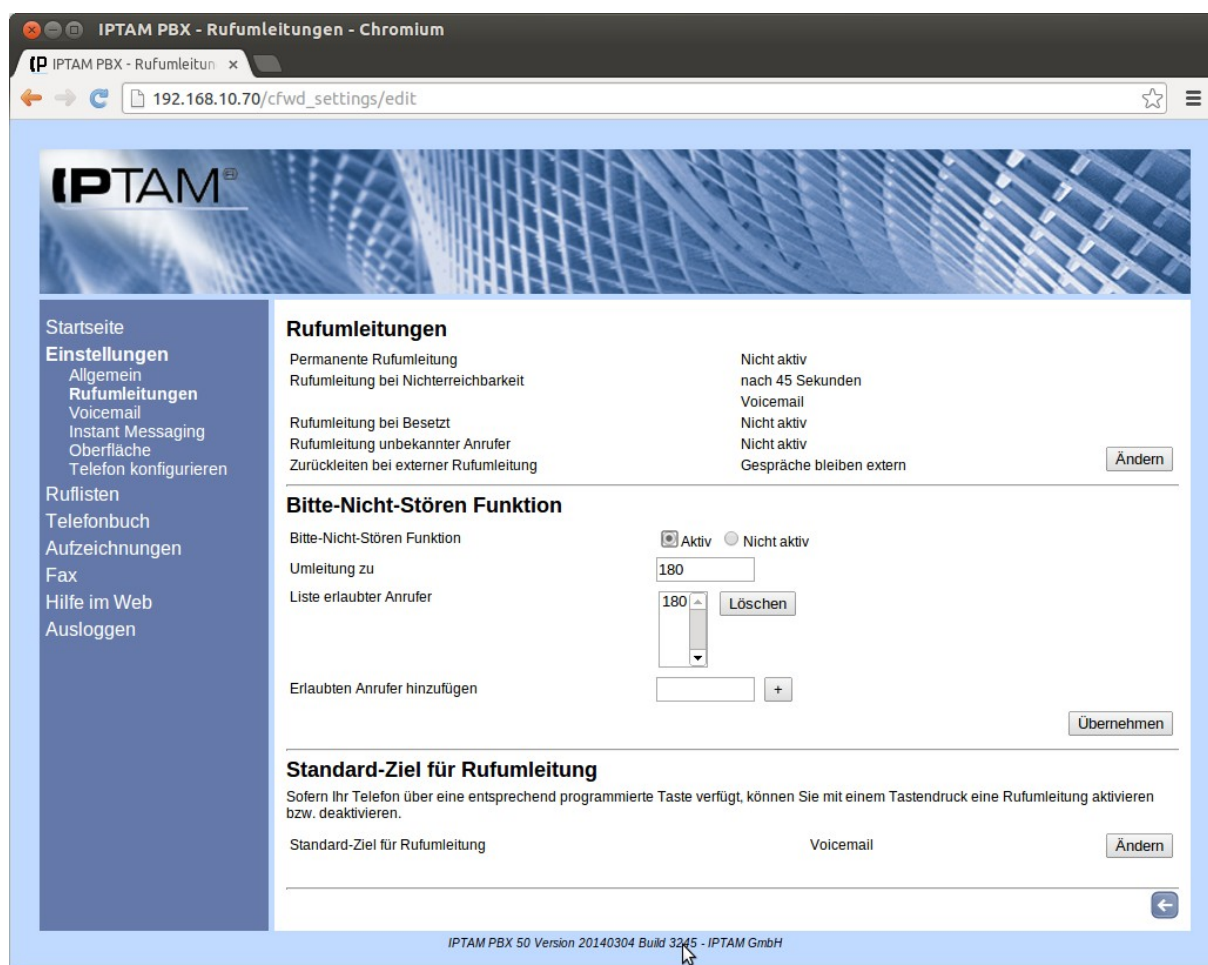 IPTAM PBX - Rufumleitungen - Chromium
IPTAM PBX - Rufumleitun
192.168.10.70/cfwd_settings/edit
IPTAM®
Startseite
Einstellungen
Allgemein
Rufumleitungen
Voicemail
Instant Messaging
Oberfläche
Telefon konfigurieren
Ruflisten
Telefonbuch
Aufzeichnungen
Fax
Hilfe im Web
Ausloggen
Rufumleitungen
Permanente Rufumleitung Nicht aktiv
Rufumleitung bei Nichterreichbarkeit nach 45 Sekunden
Voicemail
Rufumleitung bei Besetzt Nicht aktiv
Rufumleitung unbekannter Anrufer Nicht aktiv
Zurückleiten bei externer Rufumleitung Gespräche bleiben extern Ändern
Bitte-Nicht-Stören Funktion
Bitte-Nicht-Stören Funktion Aktiv Nicht aktiv
Umleitung zu 180
Liste erlaubter Anrufer 180 Löschen
Erlaubten Anrufer hinzufügen +
Übernehmen
Standard-Ziel für Rufumleitung
Sofern Ihr Telefon über eine entsprechend programmierte Taste verfügt, können Sie mit einem Tastendruck eine Rufumleitung aktivieren
bzw. deaktivieren.
Standard-Ziel für Rufumleitung Voicemail Ändern
IPTAM PBX 50 Version 20140304 Build 3245 - IPTAM GmbH